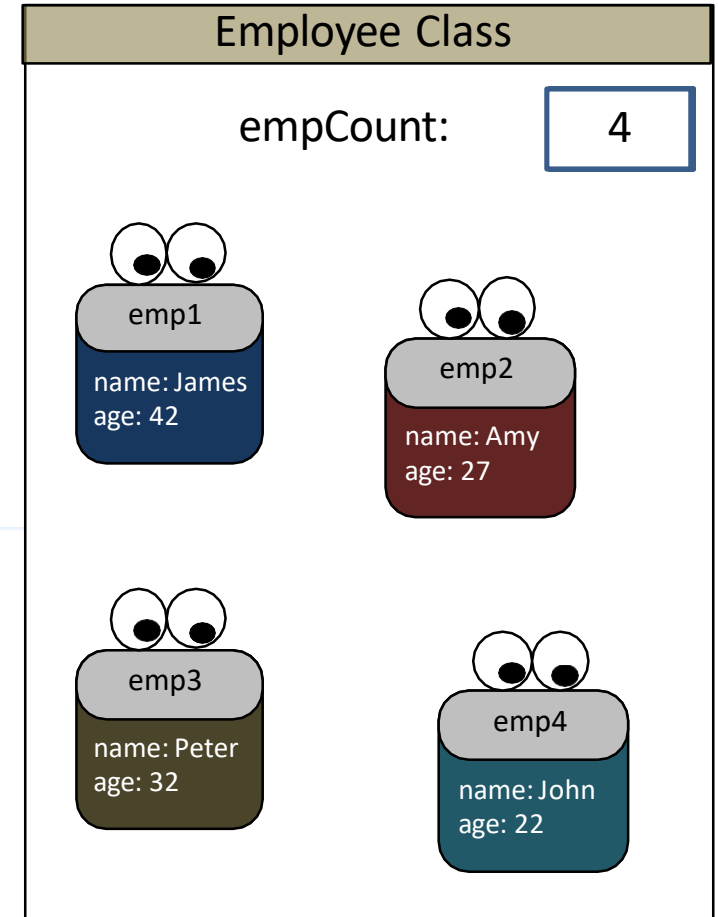 Employee Class
empCount: 4
emp1
name: James
age: 42
emp2
name: Amy
age: 27
emp3
name: Peter
age: 32
emp4
name: John
age: 22